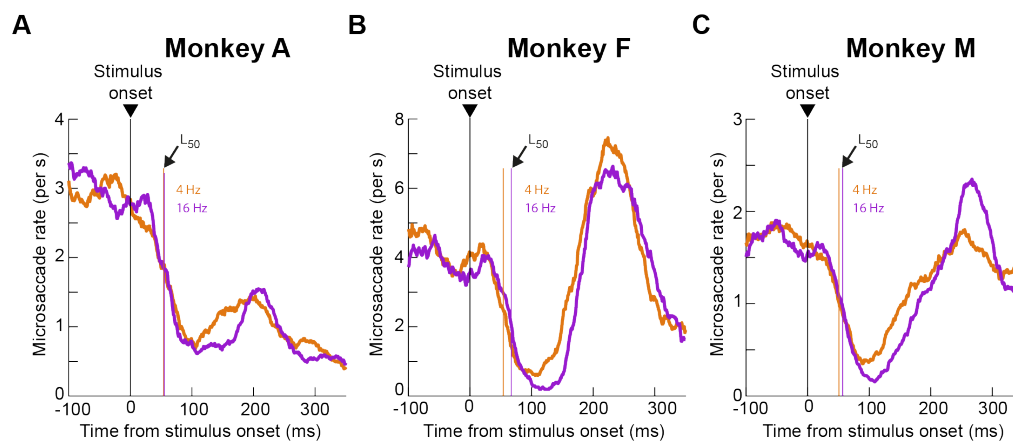 A
Monkey A
Stimulus
onset
L50
4 Hz
16 Hz
Microsaccade rate (per s)
4
3
2
1
0
-100 0 100 200 300
Time from stimulus onset (ms)
B
Monkey F
Stimulus
onset
L50
4 Hz
16 Hz
Microsaccade rate (per s)
8
6
4
2
0
-100 0 100 200 300
Time from stimulus onset (ms)
C
Monkey M
Stimulus
onset
L50
4 Hz
16 Hz
Microsaccade rate (per s)
3
2
1
0
-100 0 100 200 300
Time from stimulus onset (ms)